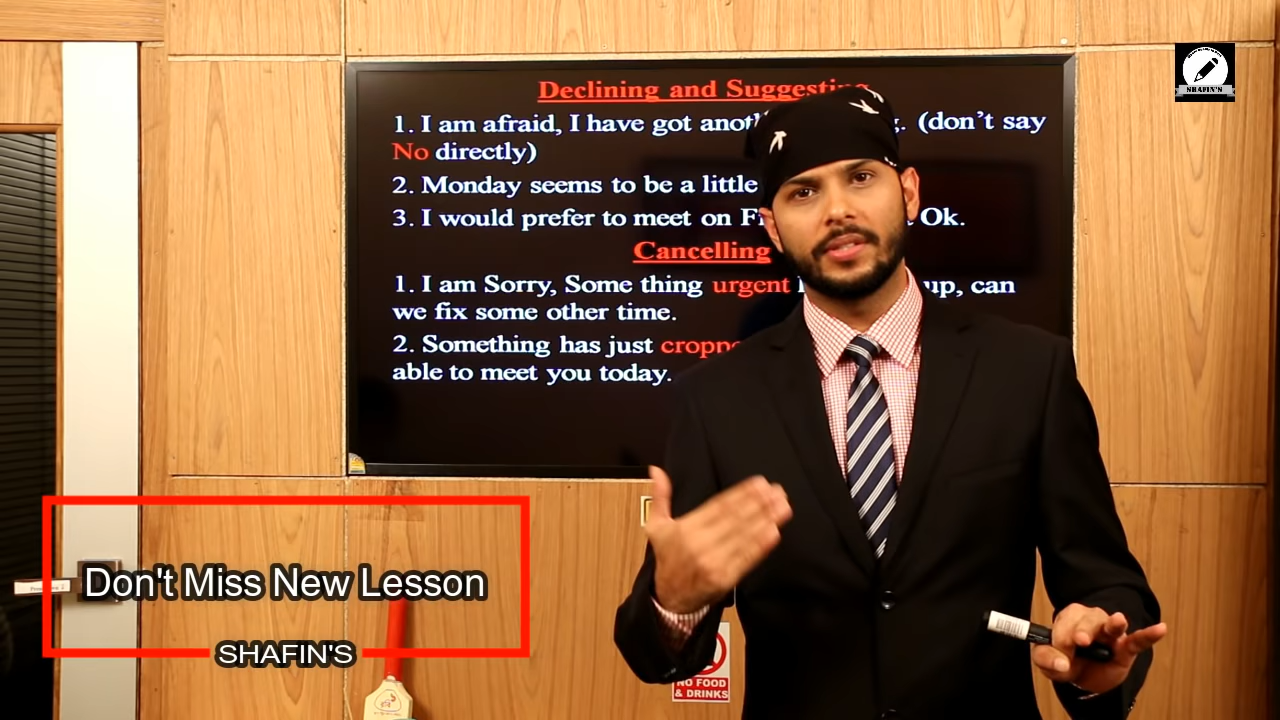 SHAFIN'S
Declining and Suggesting
1. I am afraid, I have got (don't say
No directly)
2. Monday seems to be a little
3. I would prefer to meet on Ok.
Cancelling
1. I am Sorry, Some thing urgent up, can
we fix some other time.
2. Something has just
able to meet you today.
Don't Miss New Lesson
SHAFIN'S
NO FOOD
& DRINKS